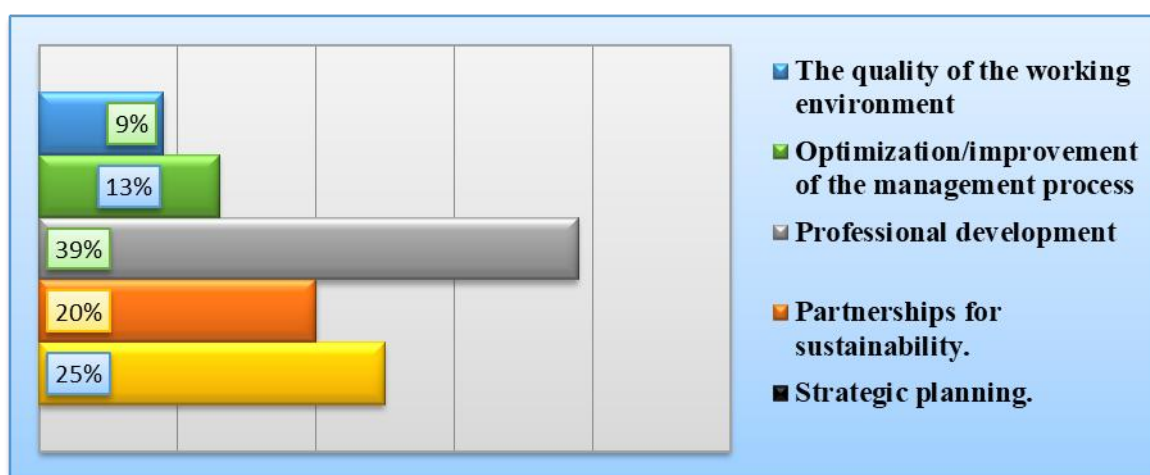 9%
13%
39%
20%
25%
The quality of the working
environment
Optimization/improvement
of the management process
Professional development
Partnerships for
sustainability.
Strategic planning.